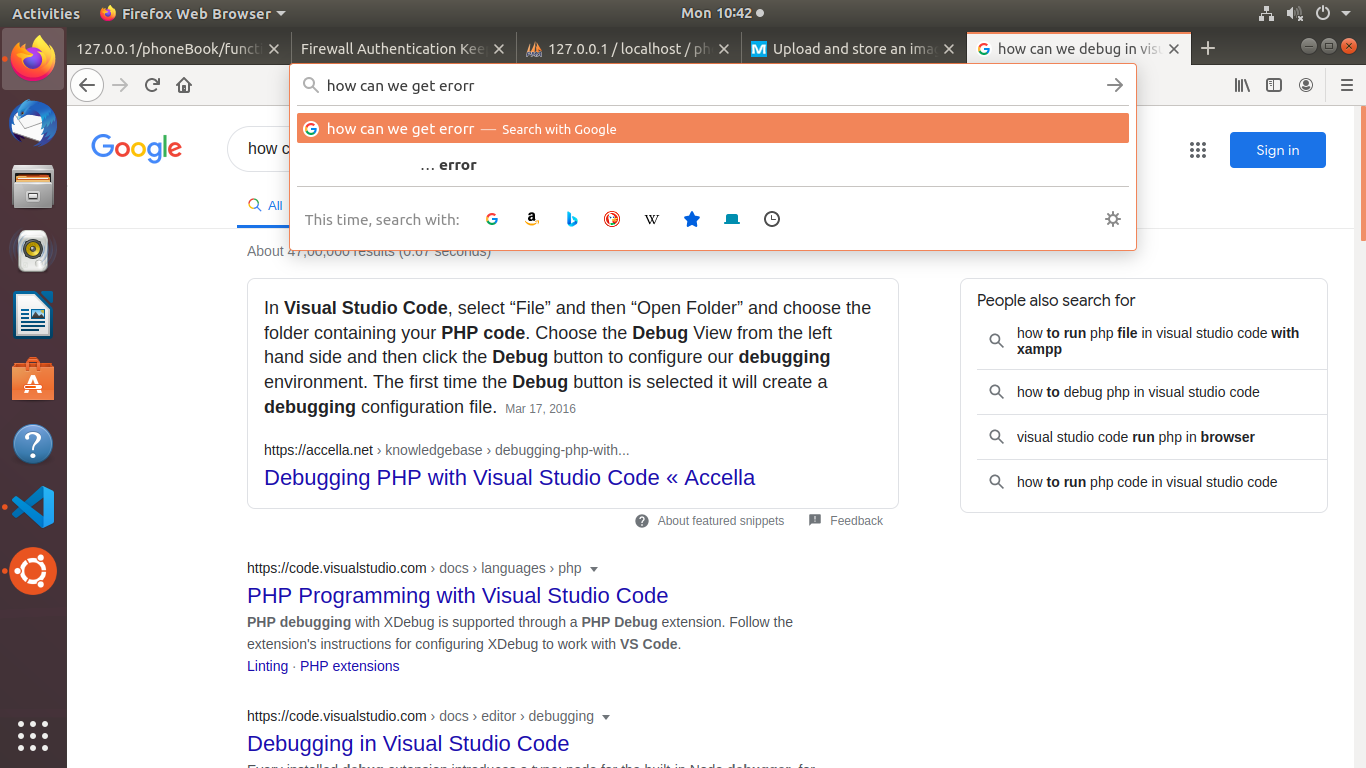 Activities
Firefox Web Browser
Mon 10:42
127.0.0.1/phoneBook/functi
Firewall Authentication Kee
127.0.0.1 / localhost / ph
Upload and store an ima
how can we debug in vis
how can we get erorr
how can we get erorr — Search with Google
... error
This time, search with:
Google
how c
Sign in
All
About 47,00,000 results (0.67 seconds)
In Visual Studio Code, select “File” and then “Open Folder” and choose the
folder containing your PHP code. Choose the Debug View from the left
hand side and then click the Debug button to configure our debugging
environment. The first time the Debug button is selected it will create a
debugging configuration file. Mar 17, 2016
https://accella.net › knowledgebase › debugging-php-with...
Debugging PHP with Visual Studio Code « Accella
About featured snippets
Feedback
People also search for
how to run php file in visual studio code with
xampp
how to debug php in visual studio code
visual studio code run php in browser
how to run php code in visual studio code
https://code.visualstudio.com › docs › languages › php
PHP Programming with Visual Studio Code
PHP debugging with XDebug is supported through a PHP Debug extension. Follow the
extension's instructions for configuring XDebug to work with VS Code.
Linting · PHP extensions
https://code.visualstudio.com › docs › editor › debugging
Debugging in Visual Studio Code